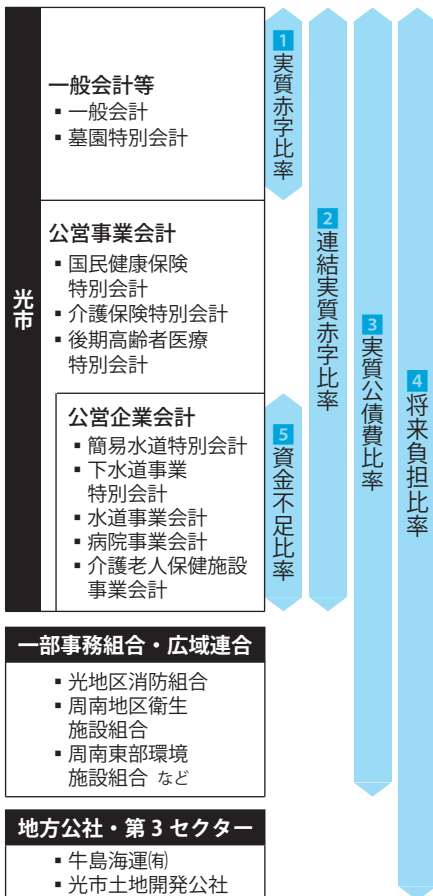 光市
一般会計等
▪ 一般会計
▪ 墓園特別会計
公営事業会計
▪ 国民健康保険
特別会計
▪ 介護保険特別会計
▪ 後期高齢者医療
特別会計
公営企業会計
▪ 簡易水道特別会計
▪ 下水道事業
特別会計
▪ 水道事業会計
▪ 病院事業会計
▪ 介護老人保健施設
事業会計
一部事務組合・広域連合
▪ 光地区消防組合
▪ 周南地区衛生
施設組合
▪ 周南東部環境
施設組合 など
地方公社・第3セクター
▪ 牛島海運㈲
▪ 光市土地開発公社
1 実質赤字比率
2 連結実質赤字比率
3 実質公債費比率
4 将来負担比率
5 資金不足比率